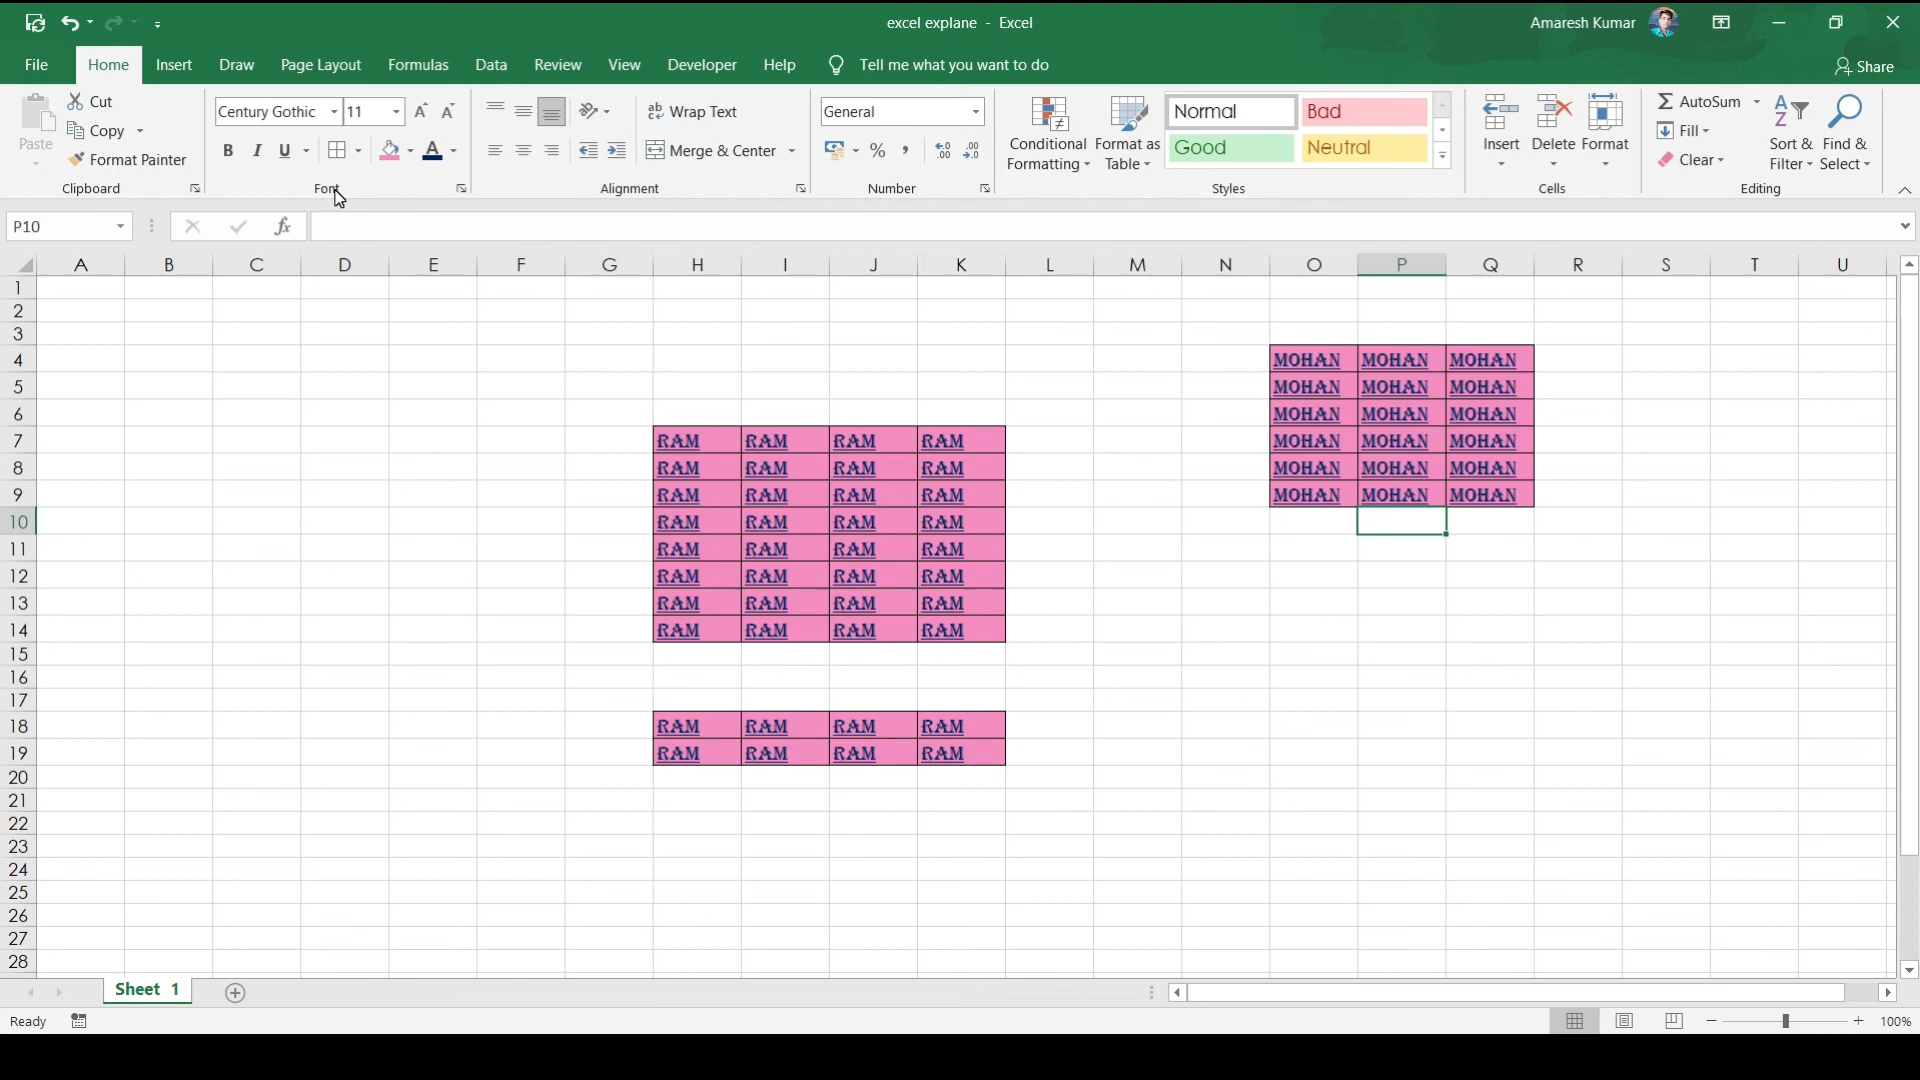 excel explane - Excel
Amaresh Kumar
File Home Insert Draw Page Layout Formulas Data Review View Developer Help Tell me what you want to do
Share
Paste
Cut
Copy
Format Painter
Clipboard
Century Gothic 11
B I U
Font
Wrap Text
Merge & Center
Alignment
General
%
Number
Conditional Formatting
Format as Table
Normal Bad
Good Neutral
Styles
Insert Delete Format
Cells
AutoSum
Fill
Clear
Sort & Filter
Find & Select
Editing
P10
fx
A B C D E F G H I J K L M N O P Q R S T U
1
2
3
4 MOHAN MOHAN MOHAN
5 MOHAN MOHAN MOHAN
6 MOHAN MOHAN MOHAN
7 RAM RAM RAM RAM MOHAN MOHAN MOHAN
8 RAM RAM RAM RAM MOHAN MOHAN MOHAN
9 RAM RAM RAM RAM MOHAN MOHAN MOHAN
10 RAM RAM RAM RAM
11 RAM RAM RAM RAM
12 RAM RAM RAM RAM
13 RAM RAM RAM RAM
14 RAM RAM RAM RAM
15
16
17
18 RAM RAM RAM RAM
19 RAM RAM RAM RAM
20
21
22
23
24
25
26
27
28
Sheet 1
Ready
100%